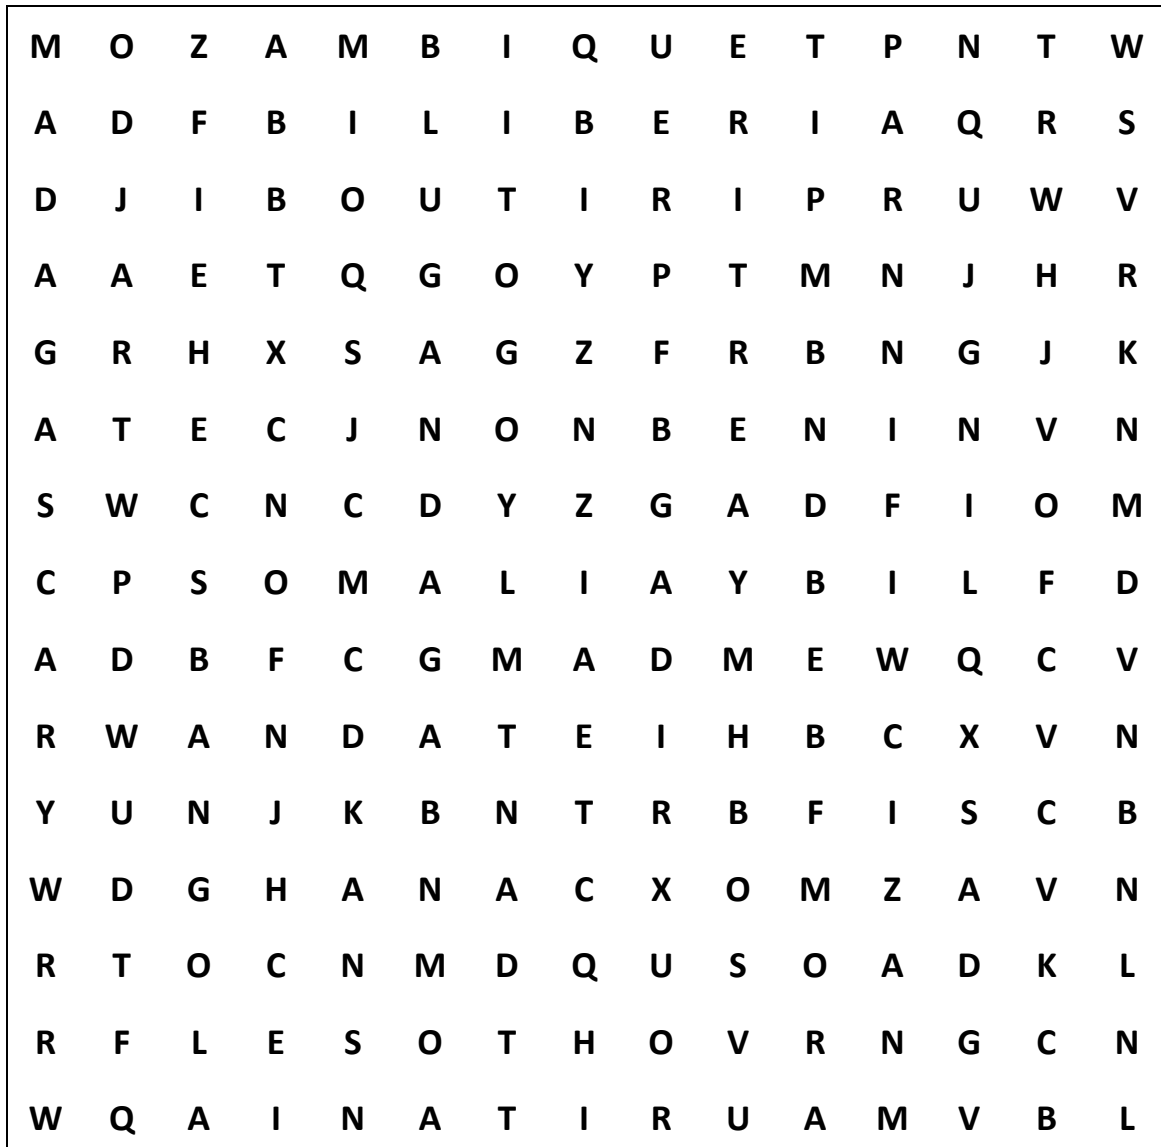 M O Z A M B I Q U E T P N T W
A D F B I L I B E R I A Q R S
D J I B O U T I R I P R U W V
A A E T Q G O Y P T M N J H R
G R H X S A G Z F R B N G J K
A T E C J N O N B E N I N V N
S W C N C D Y Z G A D F I O M
C P S O M A L I A Y B I L F D
A D B F C G M A D M E W Q C V
R W A N D A T E I H B C X V N
Y U N J K B N T R B F I S C B
W D G H A N A C X O M Z A V N
R T O C N M D Q U S O A D K L
R F L E S O T H O V R N G C N
W Q A I N A T I R U A M V B L